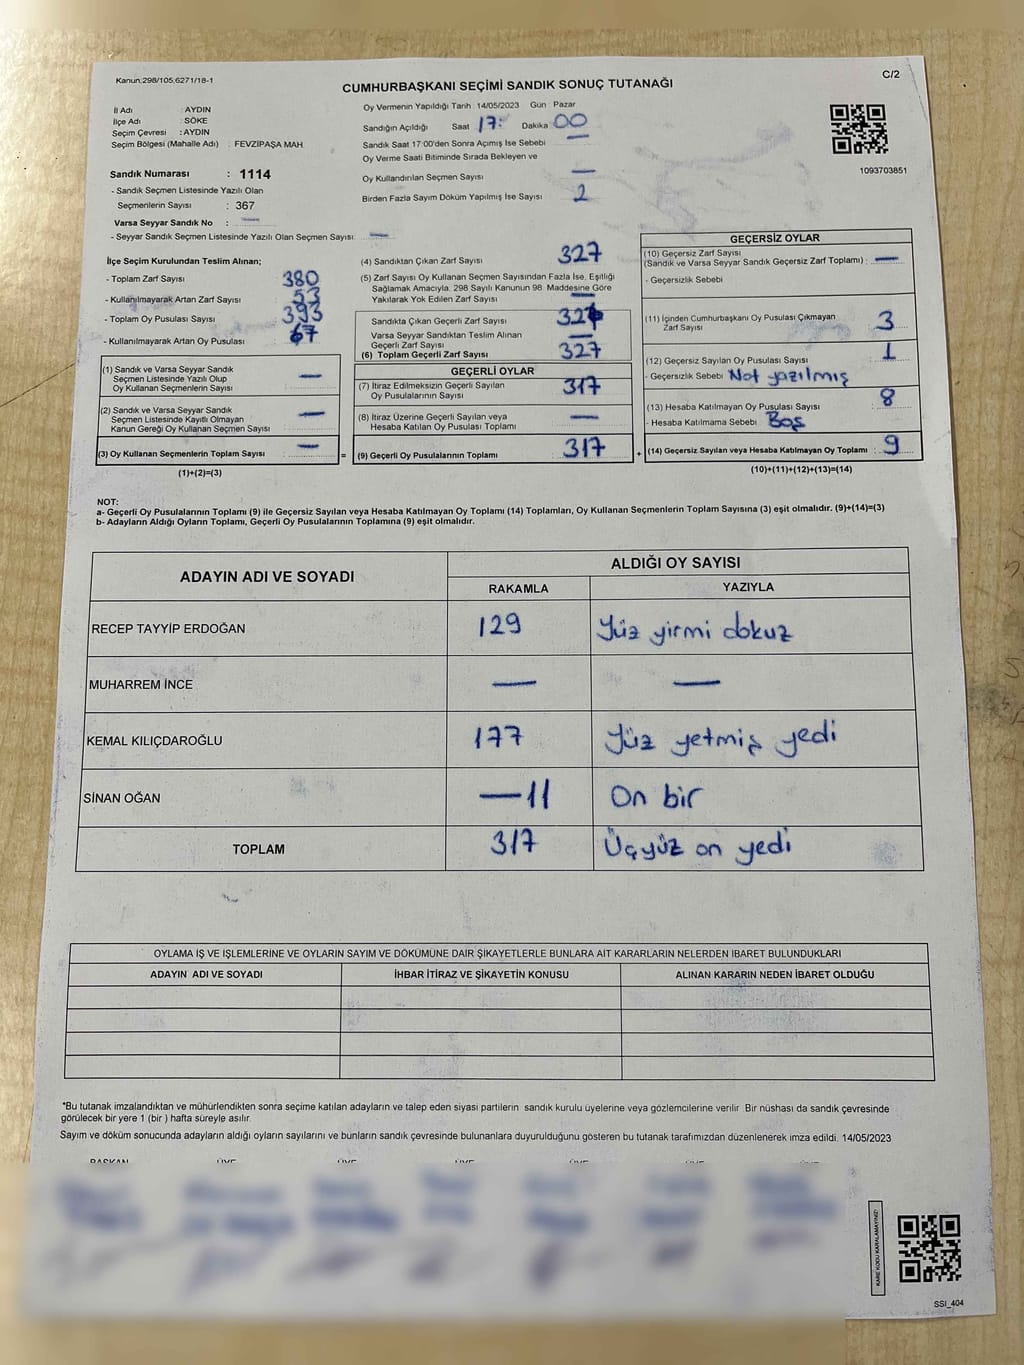 Kanun;298/105,6271/18-1
C/2
CUMHURBAŞKANI SEÇİMİ SANDIK SONUÇ TUTANAĞI
İl Adı : AYDIN
İlçe Adı : SÖKE
Seçim Çevresi : AYDIN
Seçim Bölgesi (Mahalle Adı) : FEVZİPAŞA MAH.
Oy Vermenin Yapıldığı Tarih : 14/05/2023 Gün Pazar
Sandığın Açıldığı Saat 17: Dakika 00
Sandık Saat 17:00'den Sonra Açımış İse Sebebi —
Oy Verme Saati Bitiminde Sırada Bekleyen ve
Oy Kullandırılan Seçmen Sayısı —
Birden Fazla Sayım Döküm Yapılmış İse Sayısı 2
1093703851
Sandık Numarası : 1114
- Sandık Seçmen Listesinde Yazılı Olan
Seçmenlerin Sayısı : 367
Varsa Seyyar Sandık No : —
- Seyyar Sandık Seçmen Listesinde Yazılı Olan Seçmen Sayısı: —
İlçe Seçim Kurulundan Teslim Alınan;
- Toplam Zarf Sayısı 380
- Kullanılmayarak Artan Zarf Sayısı 53
- Toplam Oy Pusulası Sayısı 393
- Kullanılmayarak Artan Oy Pusulası 67
(1) Sandık ve Varsa Seyyar Sandık
Seçmen Listesinde Yazılı Olup
Oy Kullanan Seçmenlerin Sayısı —
(2) Sandık ve Varsa Seyyar Sandık
Seçmen Listesinde Kayıtlı Olmayan
Kanun Gereği Oy Kullanan Seçmen Sayısı —
(3) Oy Kullanan Seçmenlerin Toplam Sayısı —
(1)+(2)=(3)
(4) Sandıktan Çıkan Zarf Sayısı 327
(5) Zarf Sayısı Oy Kullanan Seçmen Sayısından Fazla İse, Eşitliği
Sağlamak Amacıyla, 298 Sayılı Kanunun 98. Maddesine Göre
Yakılarak Yok Edilen Zarf Sayısı —
Sandıkta Çıkan Geçerli Zarf Sayısı 327
Varsa Seyyar Sandıktan Teslim Alınan
Geçerli Zarf Sayısı —
(6) Toplam Geçerli Zarf Sayısı 327
GEÇERLİ OYLAR
(7) İtiraz Edilmeksizin Geçerli Sayılan
Oy Pusulalarının Sayısı 317
(8) İtiraz Üzerine Geçerli Sayılan veya
Hesaba Katılan Oy Pusulası Toplamı —
= (9) Geçerli Oy Pusulalarının Toplamı 317 +
GEÇERSİZ OYLAR
(10) Geçersiz Zarf Sayısı
(Sandık ve Varsa Seyyar Sandık Geçersiz Zarf Toplamı) : —
- Geçersizlik Sebebi
(11) İçinden Cumhurbaşkanı Oy Pusulası Çıkmayan
Zarf Sayısı 3
(12) Geçersiz Sayılan Oy Pusulası Sayısı 1
- Geçersizlik Sebebi Not yazılmış
(13) Hesaba Katılmayan Oy Pusulası Sayısı 8
- Hesaba Katılmama Sebebi Boş
(14) Geçersiz Sayılan veya Hesaba Katılmayan Oy Toplamı : 9
(10)+(11)+(12)+(13)=(14)
NOT:
a- Geçerli Oy Pusulalarının Toplamı (9) ile Geçersiz Sayılan veya Hesaba Katılmayan Oy Toplamı (14) Toplamları, Oy Kullanan Seçmenlerin Toplam Sayısına (3) eşit olmalıdır. (9)+(14)=(3)
b- Adayların Aldığı Oyların Toplamı, Geçerli Oy Pusulalarının Toplamına (9) eşit olmalıdır.
ADAYIN ADI VE SOYADI ALDIĞI OY SAYISI
RAKAMLA YAZIYLA
RECEP TAYYİP ERDOĞAN 129 Yüz yirmi dokuz
MUHARREM İNCE — —
KEMAL KILIÇDAROĞLU 177 Yüz yetmiş yedi
SİNAN OĞAN —11 On bir
TOPLAM 317 Üçyüz on yedi
OYLAMA İŞ VE İŞLEMLERİNE VE OYLARIN SAYIM VE DÖKÜMÜNE DAİR ŞİKAYETLERLE BUNLARA AİT KARARLARIN NELERDEN İBARET BULUNDUKLARI
ADAYIN ADI VE SOYADI İHBAR İTİRAZ VE ŞİKAYETİN KONUSU ALINAN KARARIN NEDEN İBARET OLDUĞU
*Bu tutanak imzalandıktan ve mühürlendikten sonra seçime katılan adayların ve talep eden siyasi partilerin sandık kurulu üyelerine veya gözlemcilerine verilir. Bir nüshası da sandık çevresinde
görülecek bir yere 1 (bir ) hafta süreyle asılır.
Sayım ve döküm sonucunda adayların aldığı oyların sayılarını ve bunların sandık çevresinde bulunanlara duyurulduğunu gösteren bu tutanak tarafımızdan düzenlenerek imza edildi. 14/05/2023
BAŞKAN ÜYE ÜYE ÜYE ÜYE ÜYE ÜYE
KARE KODU KARALAMAYINIZ!
SSI_404